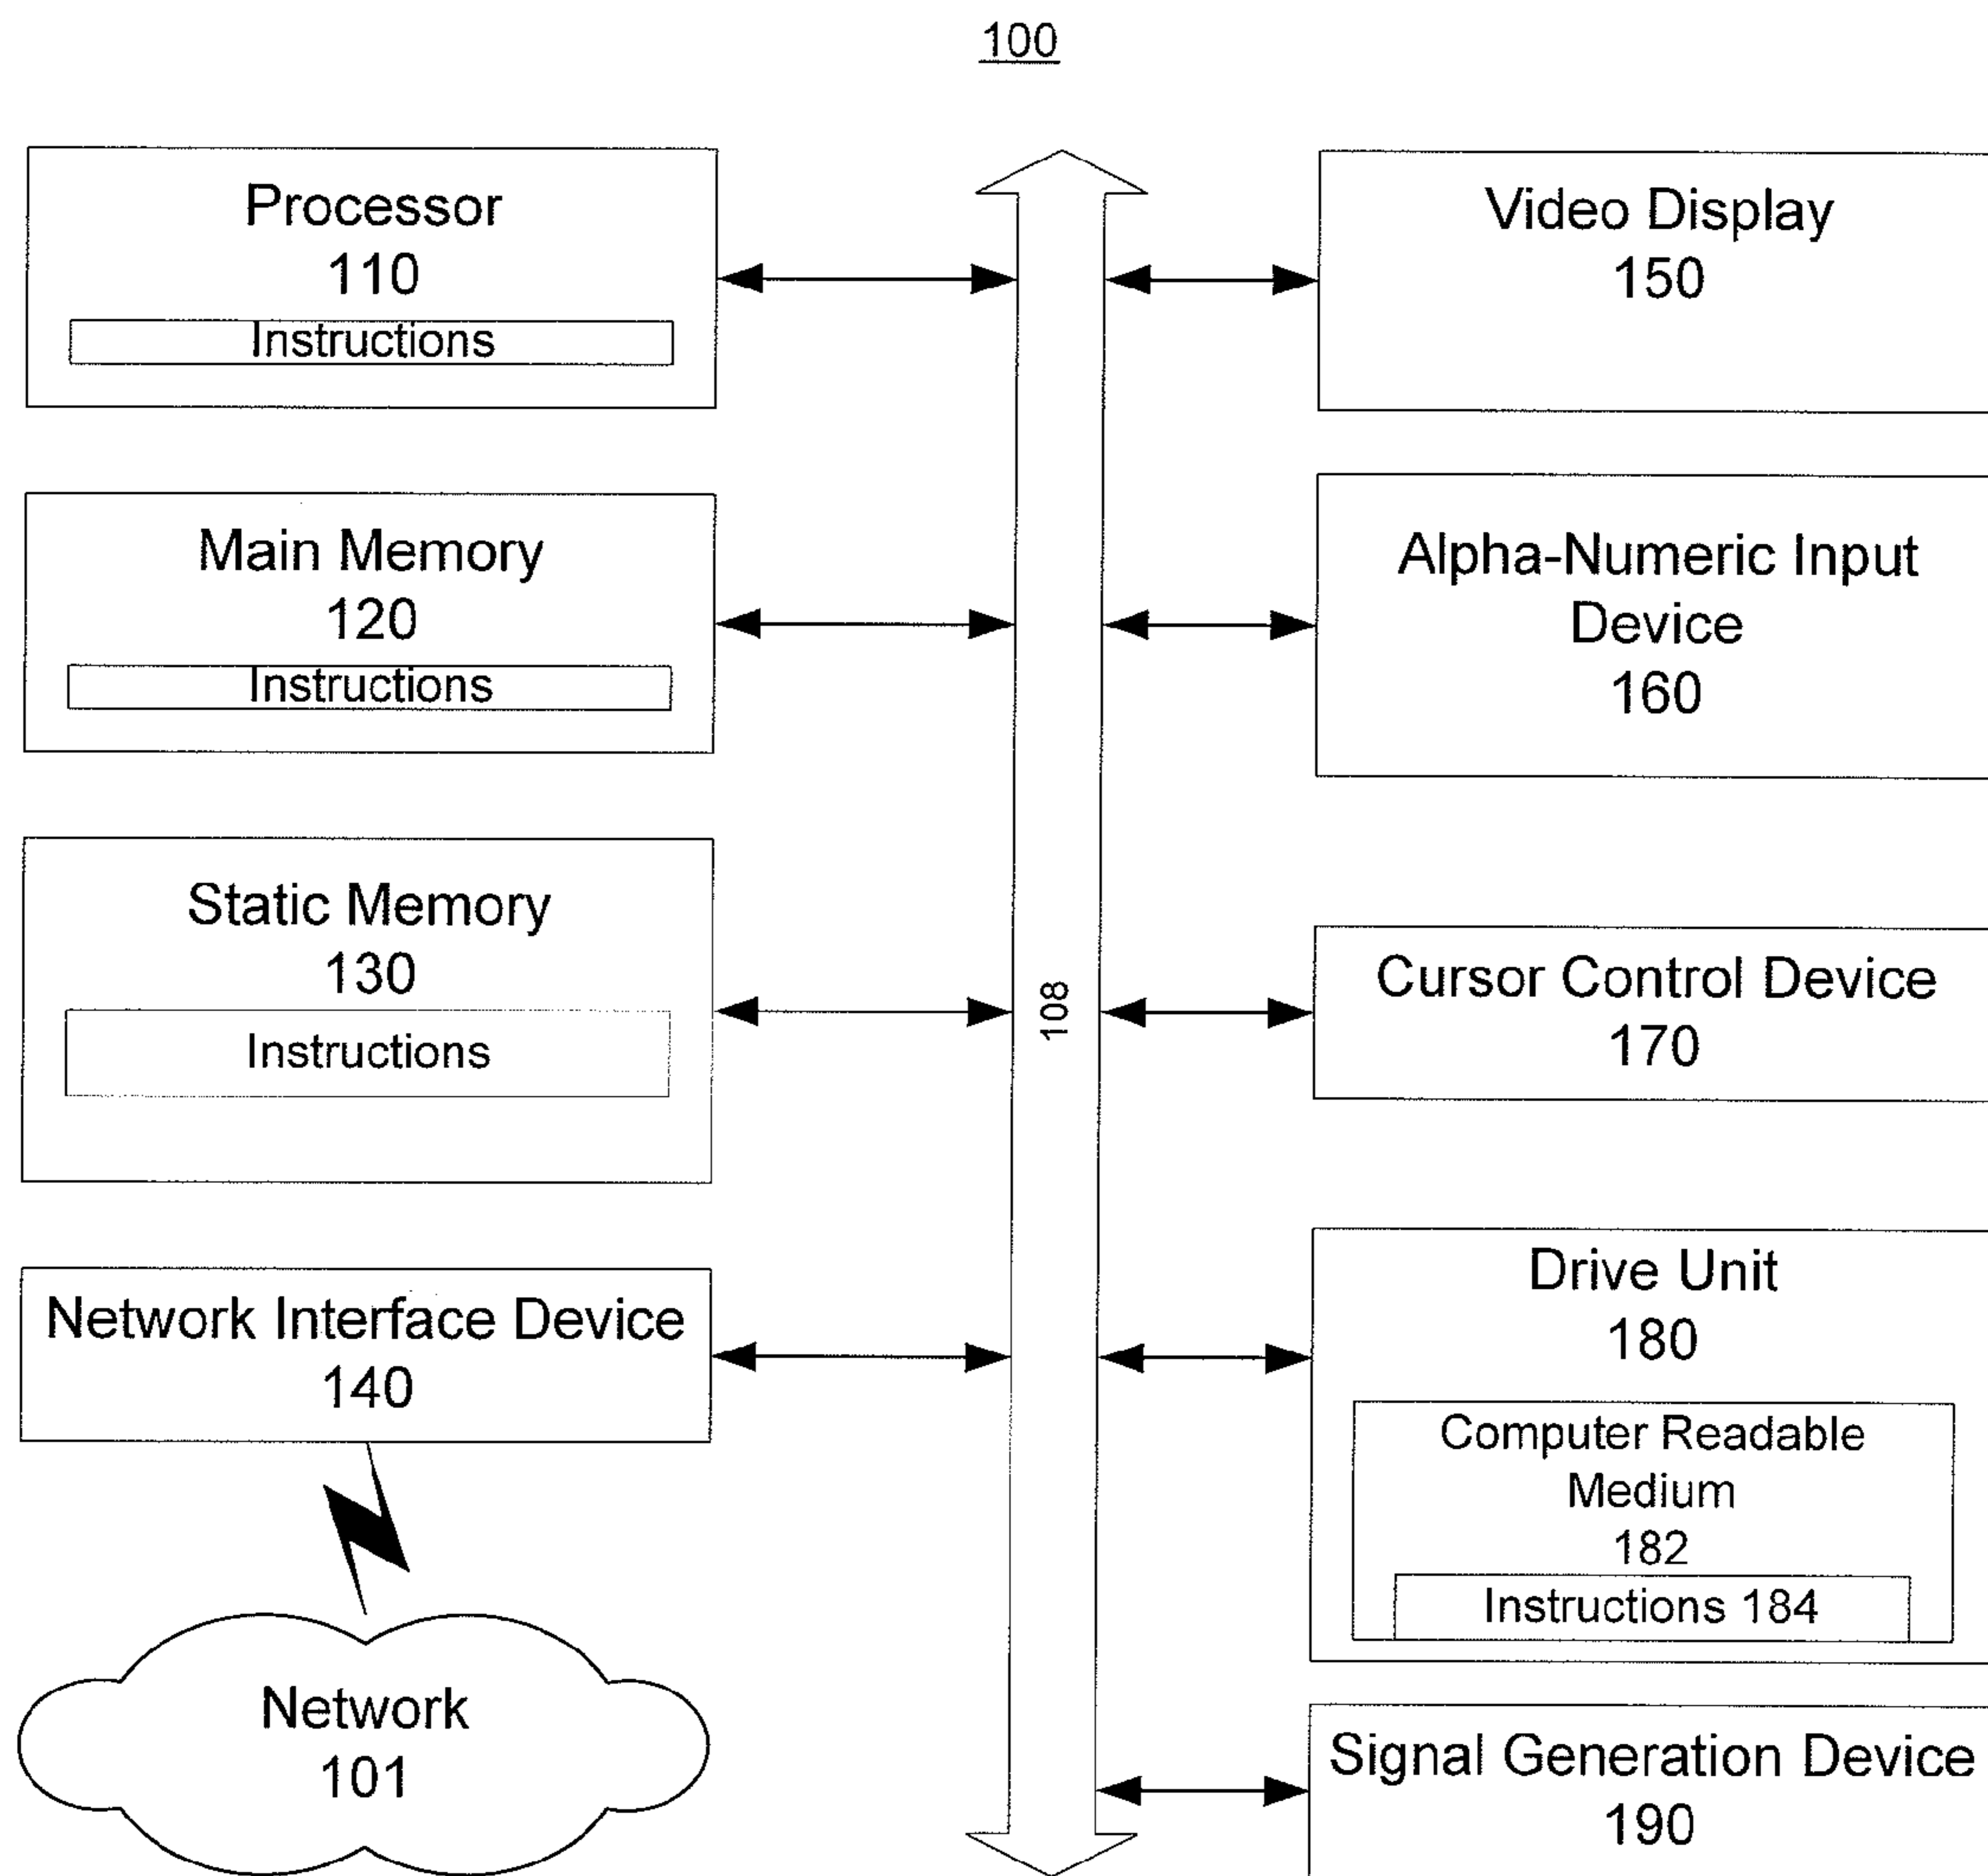 100
Processor
110
Instructions
Main Memory
120
Instructions
Static Memory
130
Instructions
Network Interface Device
140
Network
101
108
Video Display
150
Alpha-Numeric Input
Device
160
Cursor Control Device
170
Drive Unit
180
Computer Readable
Medium
182
Instructions 184
Signal Generation Device
190